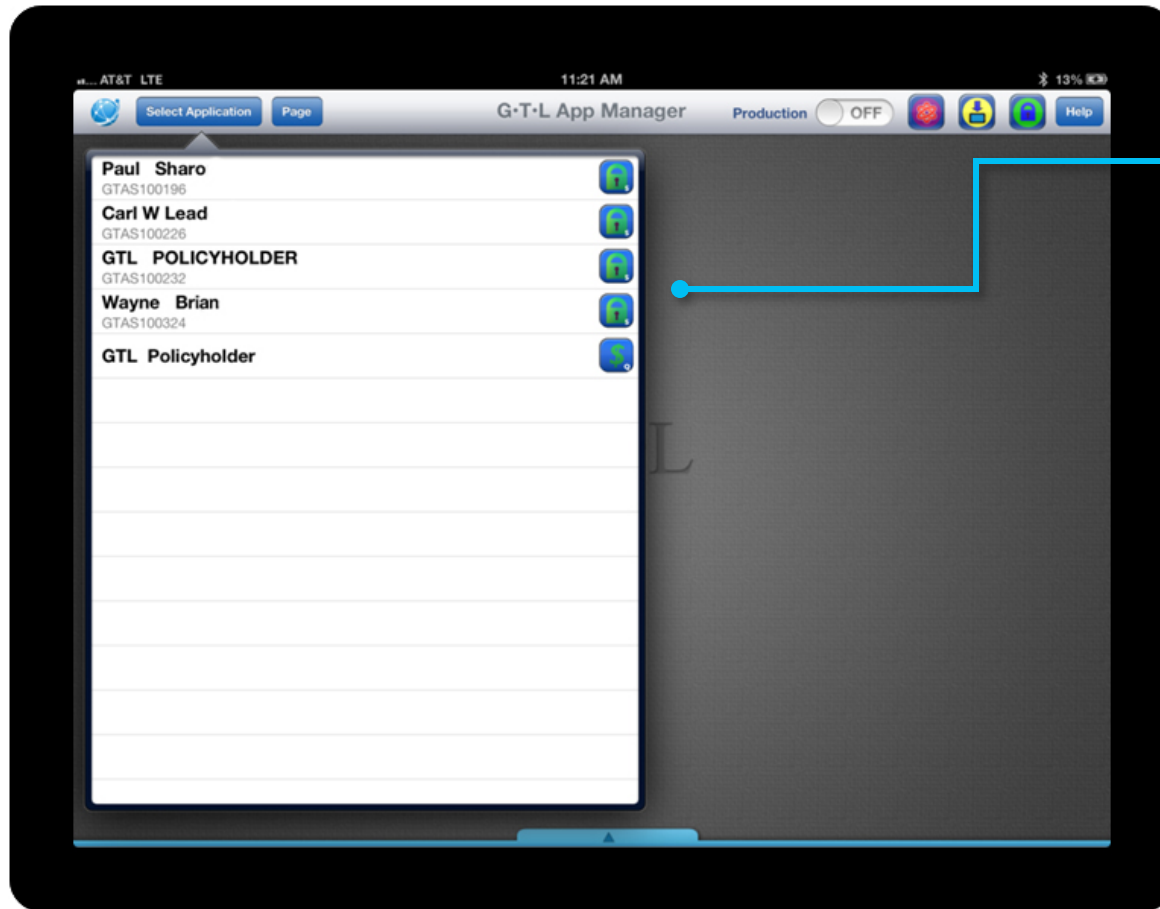 AT&T LTE 11:21 AM 13%
Select Application Page G·T·L App Manager Production OFF Help
Paul Sharo
GTAS100196
Carl W Lead
GTAS100226
GTL POLICYHOLDER
GTAS100232
Wayne Brian
GTAS100324
GTL Policyholder
L